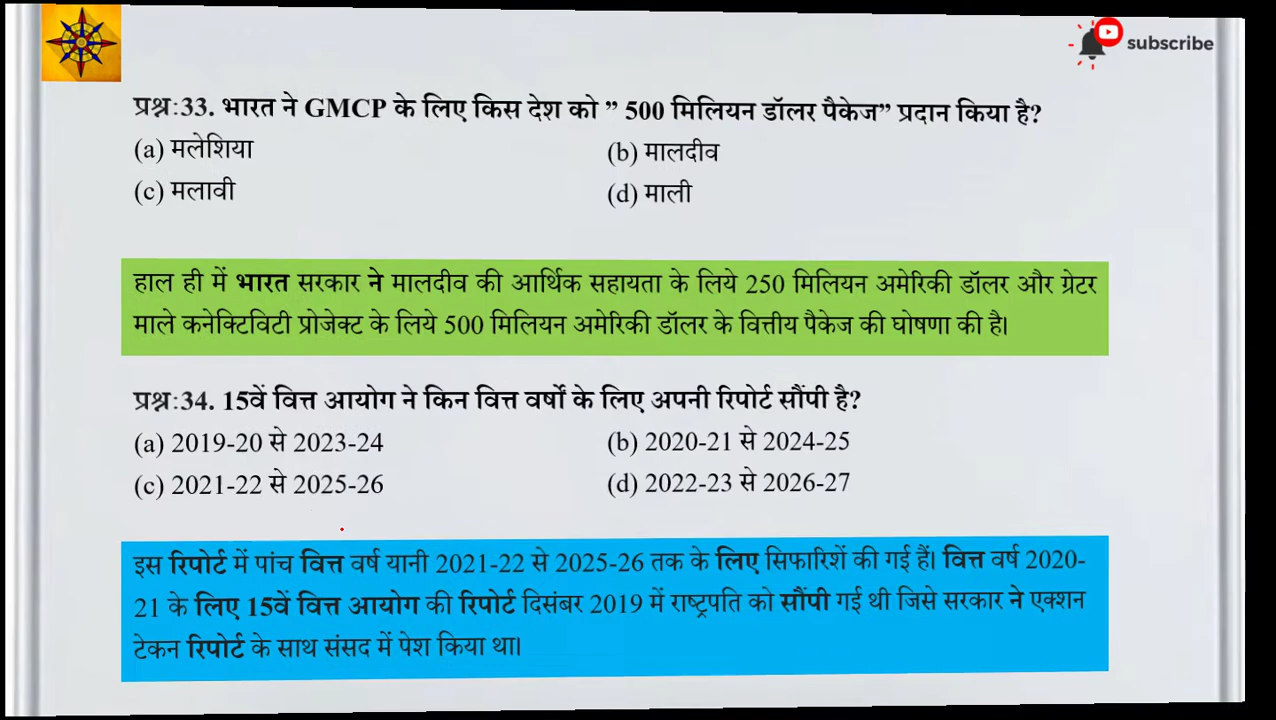 subscribe
प्रश्न:33. भारत ने GMCP के लिए किस देश को ” 500 मिलियन डॉलर पैकेज” प्रदान किया है?
(a) मलेशिया (b) मालदीव
(c) मलावी (d) माली
हाल ही में भारत सरकार ने मालदीव की आर्थिक सहायता के लिये 250 मिलियन अमेरिकी डॉलर और ग्रेटर
माले कनेक्टिविटी प्रोजेक्ट के लिये 500 मिलियन अमेरिकी डॉलर के वित्तीय पैकेज की घोषणा की है।
प्रश्न:34. 15वें वित्त आयोग ने किन वित्त वर्षों के लिए अपनी रिपोर्ट सौंपी है?
(a) 2019-20 से 2023-24 (b) 2020-21 से 2024-25
(c) 2021-22 से 2025-26 (d) 2022-23 से 2026-27
इस रिपोर्ट में पांच वित्त वर्ष यानी 2021-22 से 2025-26 तक के लिए सिफारिशें की गई हैं। वित्त वर्ष 2020-
21 के लिए 15वें वित्त आयोग की रिपोर्ट दिसंबर 2019 में राष्ट्रपति को सौंपी गई थी जिसे सरकार ने एक्शन
टेकन रिपोर्ट के साथ संसद में पेश किया था।